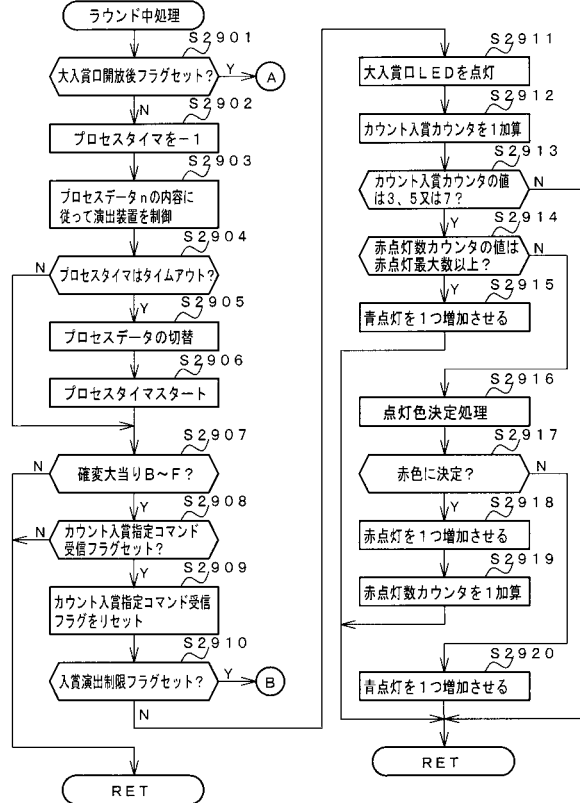 ラウンド中処理
S2901
大入賞口開放後フラグセット?
Y
A
N
S2902
プロセスタイマを-1
S2903
プロセスデータnの内容に
従って演出装置を制御
S2904
N
プロセスタイマはタイムアウト?
Y
S2905
プロセスデータの切替
S2906
プロセスタイマスタート
S2907
N
確変大当りB~F?
Y
S2908
N
カウント入賞指定コマンド
受信フラグセット?
Y
S2909
カウント入賞指定コマンド受信
フラグをリセット
S2910
入賞演出制限フラグセット?
Y
B
N
RET
S2911
大入賞口LEDを点灯
S2912
カウント入賞カウンタを1加算
S2913
カウント入賞カウンタの値
は3、5又は7?
N
Y
S2914
赤点灯数カウンタの値は
赤点灯最大数以上?
N
Y
S2915
青点灯を1つ増加させる
S2916
点灯色決定処理
S2917
赤色に決定?
N
Y
S2918
赤点灯を1つ増加させる
S2919
赤点灯数カウンタを1加算
S2920
青点灯を1つ増加させる
RET